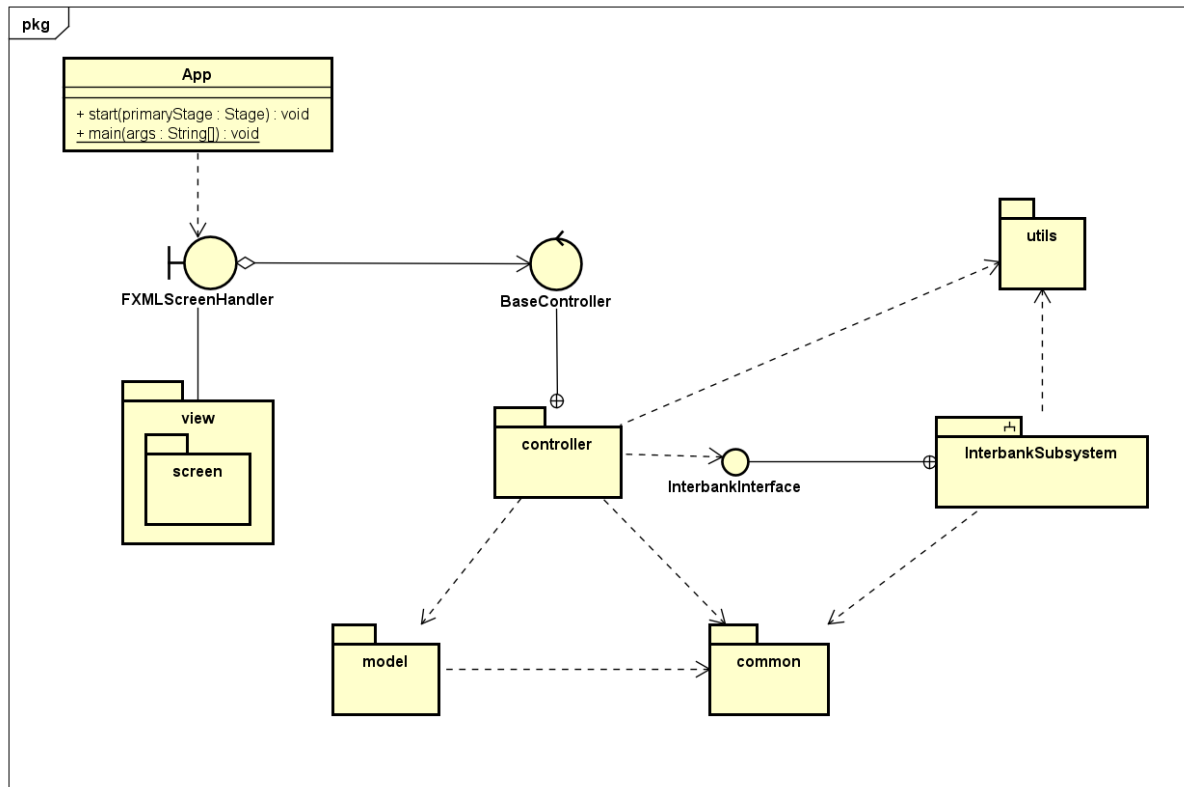 pkg
App
+ start(primaryStage : Stage) : void
+ main(args : String[]) : void
utils
FXMLScreenHandler
BaseController
view
screen
controller
InterbankInterface
InterbankSubsystem
model
common